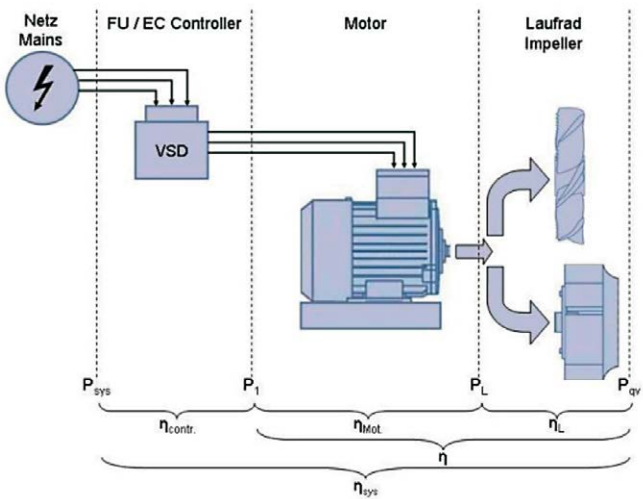 Netz
Mains
FU / EC Controller
Motor
Laufrad
Impeller
VSD
Psys
P1
PL
Pqv
ηcontr.
ηMot.
ηL
η
ηsys